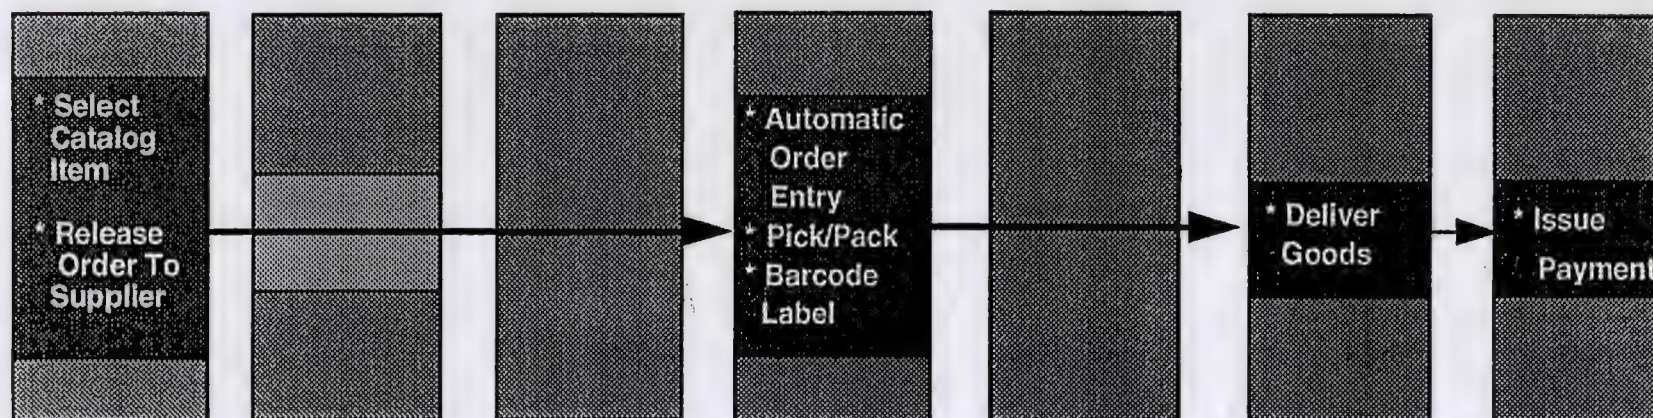 * Select
Catalog
Item
* Release
Order To
Supplier
* Automatic
Order
Entry
* Pick/Pack
* Barcode
Label
* Deliver
Goods
* Issue
Payment